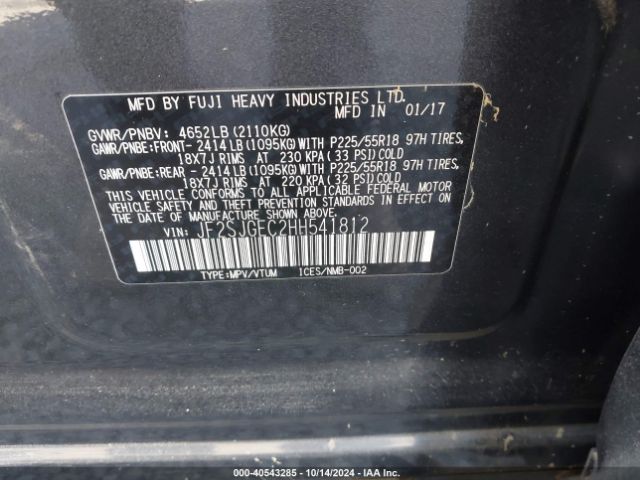 MFD BY FUJI HEAVY INDUSTRIES LTD.
MFD IN 01/17
GVWR/PNBV: 4652LB (2110KG)
GAWR/PNBE:FRONT- 2414 LB (1095KG) WITH P225/55R18 97H TIRES,
18X7J RIMS AT 230 KPA (33 PSI) COLD
GAWR/PNBE:REAR - 2414 LB (1095KG) WITH P225/55R18 97H TIRES,
18X7J RIMS AT 220 KPA (32 PSI) COLD
THIS VEHICLE CONFORMS TO ALL APPLICABLE FEDERAL MOTOR
VEHICLE SAFETY AND THEFT PREVENTION STANDARDS IN EFFECT
ON THE DATE OF MANUFACTURE SHOWN ABOVE.
VIN: JF2SJGEC2HH541812
TYPE:MPV/VTUM ICES/NMB-002
000-40543285 - 10/14/2024 - IAA Inc.